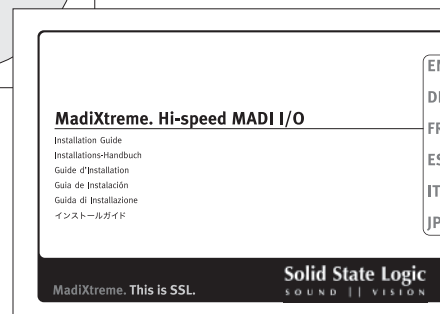 MadiXtreme. Hi-speed MADI I/O
Installation Guide
Installations-Handbuch
Guide d'Installation
Guia de Instalación
Guida di Installazione
インストールガイド
MadiXtreme. This is SSL.
Solid State Logic
SOUND || VISION
EN
DE
FR
ES
IT
JP